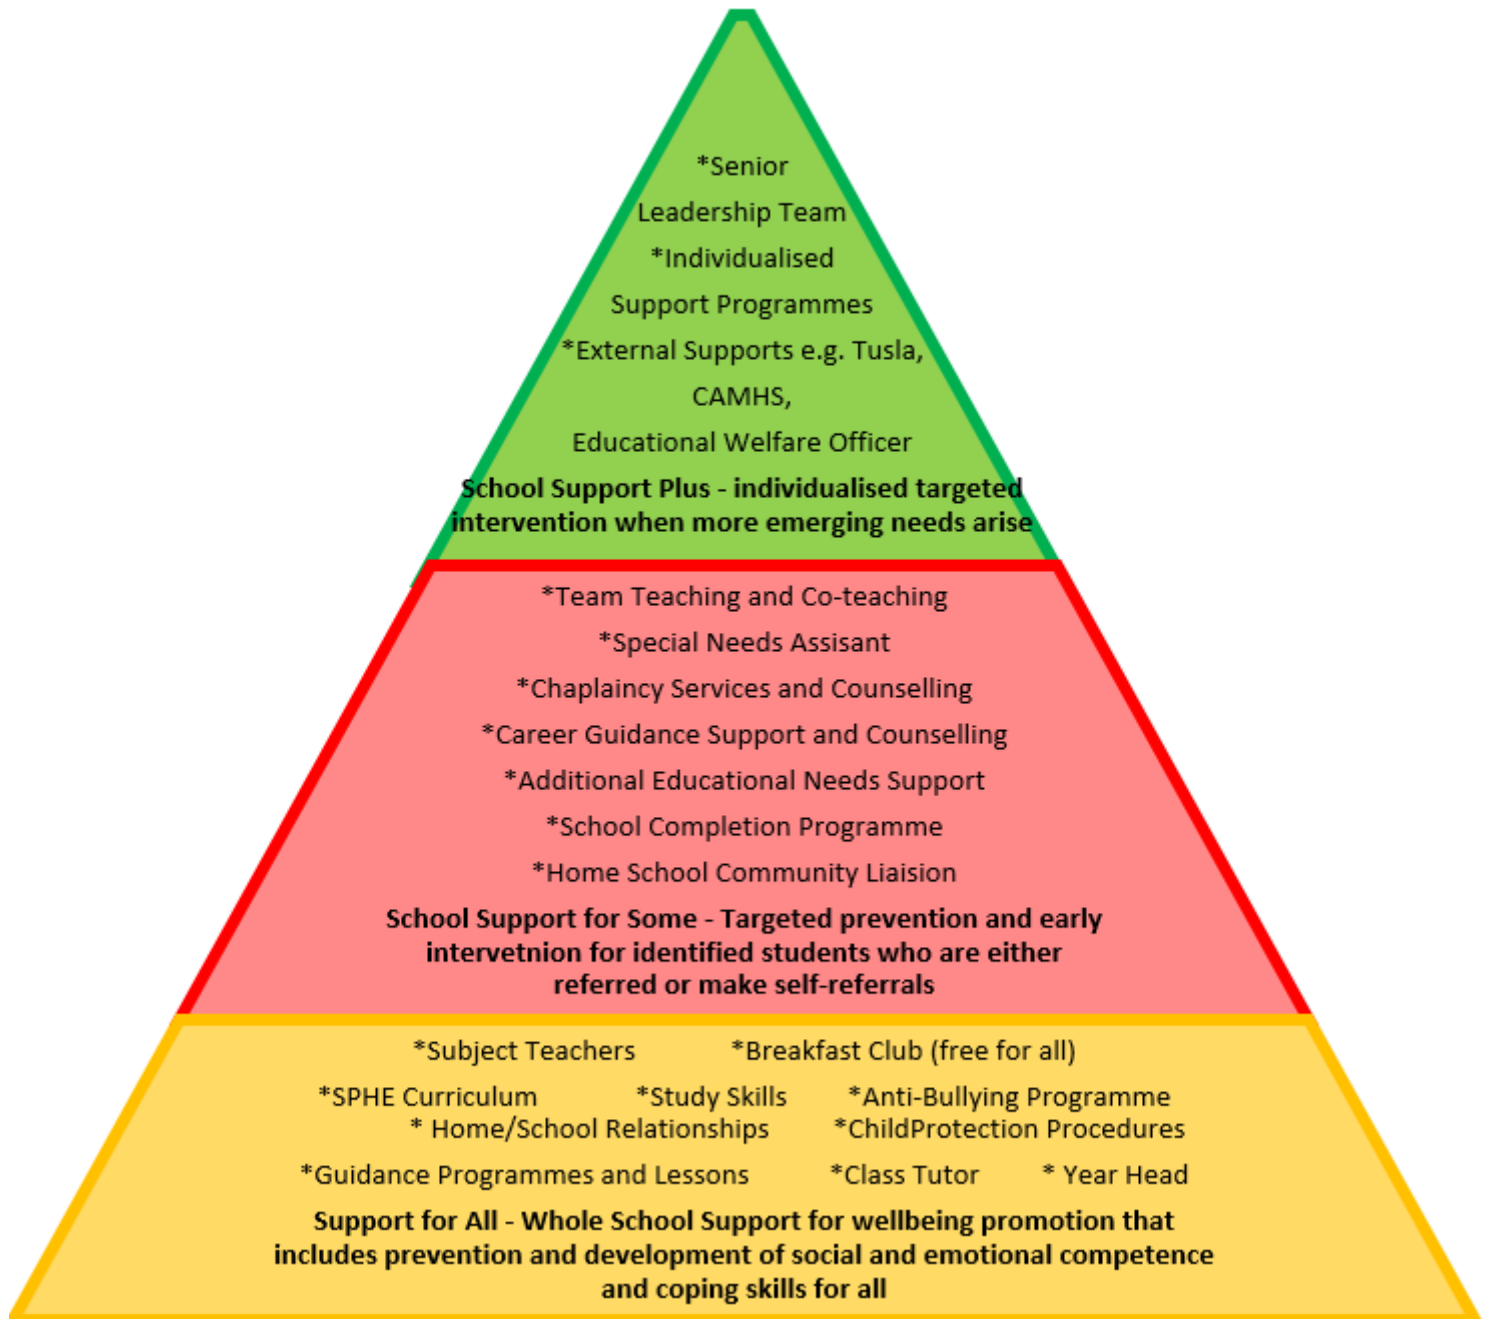 *Senior
Leadership Team
*Individualised
Support Programmes
*External Supports e.g. Tusla,
CAMHS,
Educational Welfare Officer
School Support Plus - individualised targeted
intervention when more emerging needs arise
*Team Teaching and Co-teaching
*Special Needs Assisant
*Chaplaincy Services and Counselling
*Career Guidance Support and Counselling
*Additional Educational Needs Support
*School Completion Programme
*Home School Community Liaision
School Support for Some - Targeted prevention and early
intervetnion for identified students who are either
referred or make self-referrals
*Subject Teachers *Breakfast Club (free for all)
*SPHE Curriculum *Study Skills *Anti-Bullying Programme
* Home/School Relationships *ChildProtection Procedures
*Guidance Programmes and Lessons *Class Tutor * Year Head
Support for All - Whole School Support for wellbeing promotion that
includes prevention and development of social and emotional competence
and coping skills for all